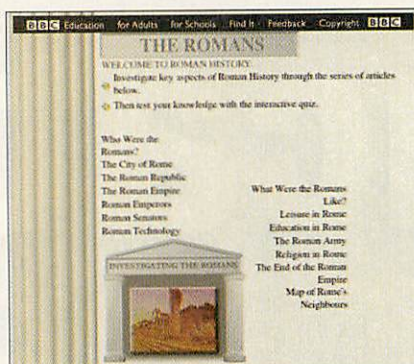 BBC Education for Adults for Schools Find It Feedback Copyright BBC
THE ROMANS
WELCOME TO ROMAN HISTORY
Investigate key aspects of Roman History through the series of articles
below.
Then test your knowledge with the interactive quiz.
Who Were the
Romans?
The City of Rome
The Roman Republic
The Roman Empire
Roman Emperors
Roman Senators
Roman Technology
What Were the Romans
Like?
Leisure in Rome
Education in Rome
The Roman Army
Religion in Rome
The End of the Roman
Empire
Map of Rome's
Neighbours
INVESTIGATING THE ROMANS